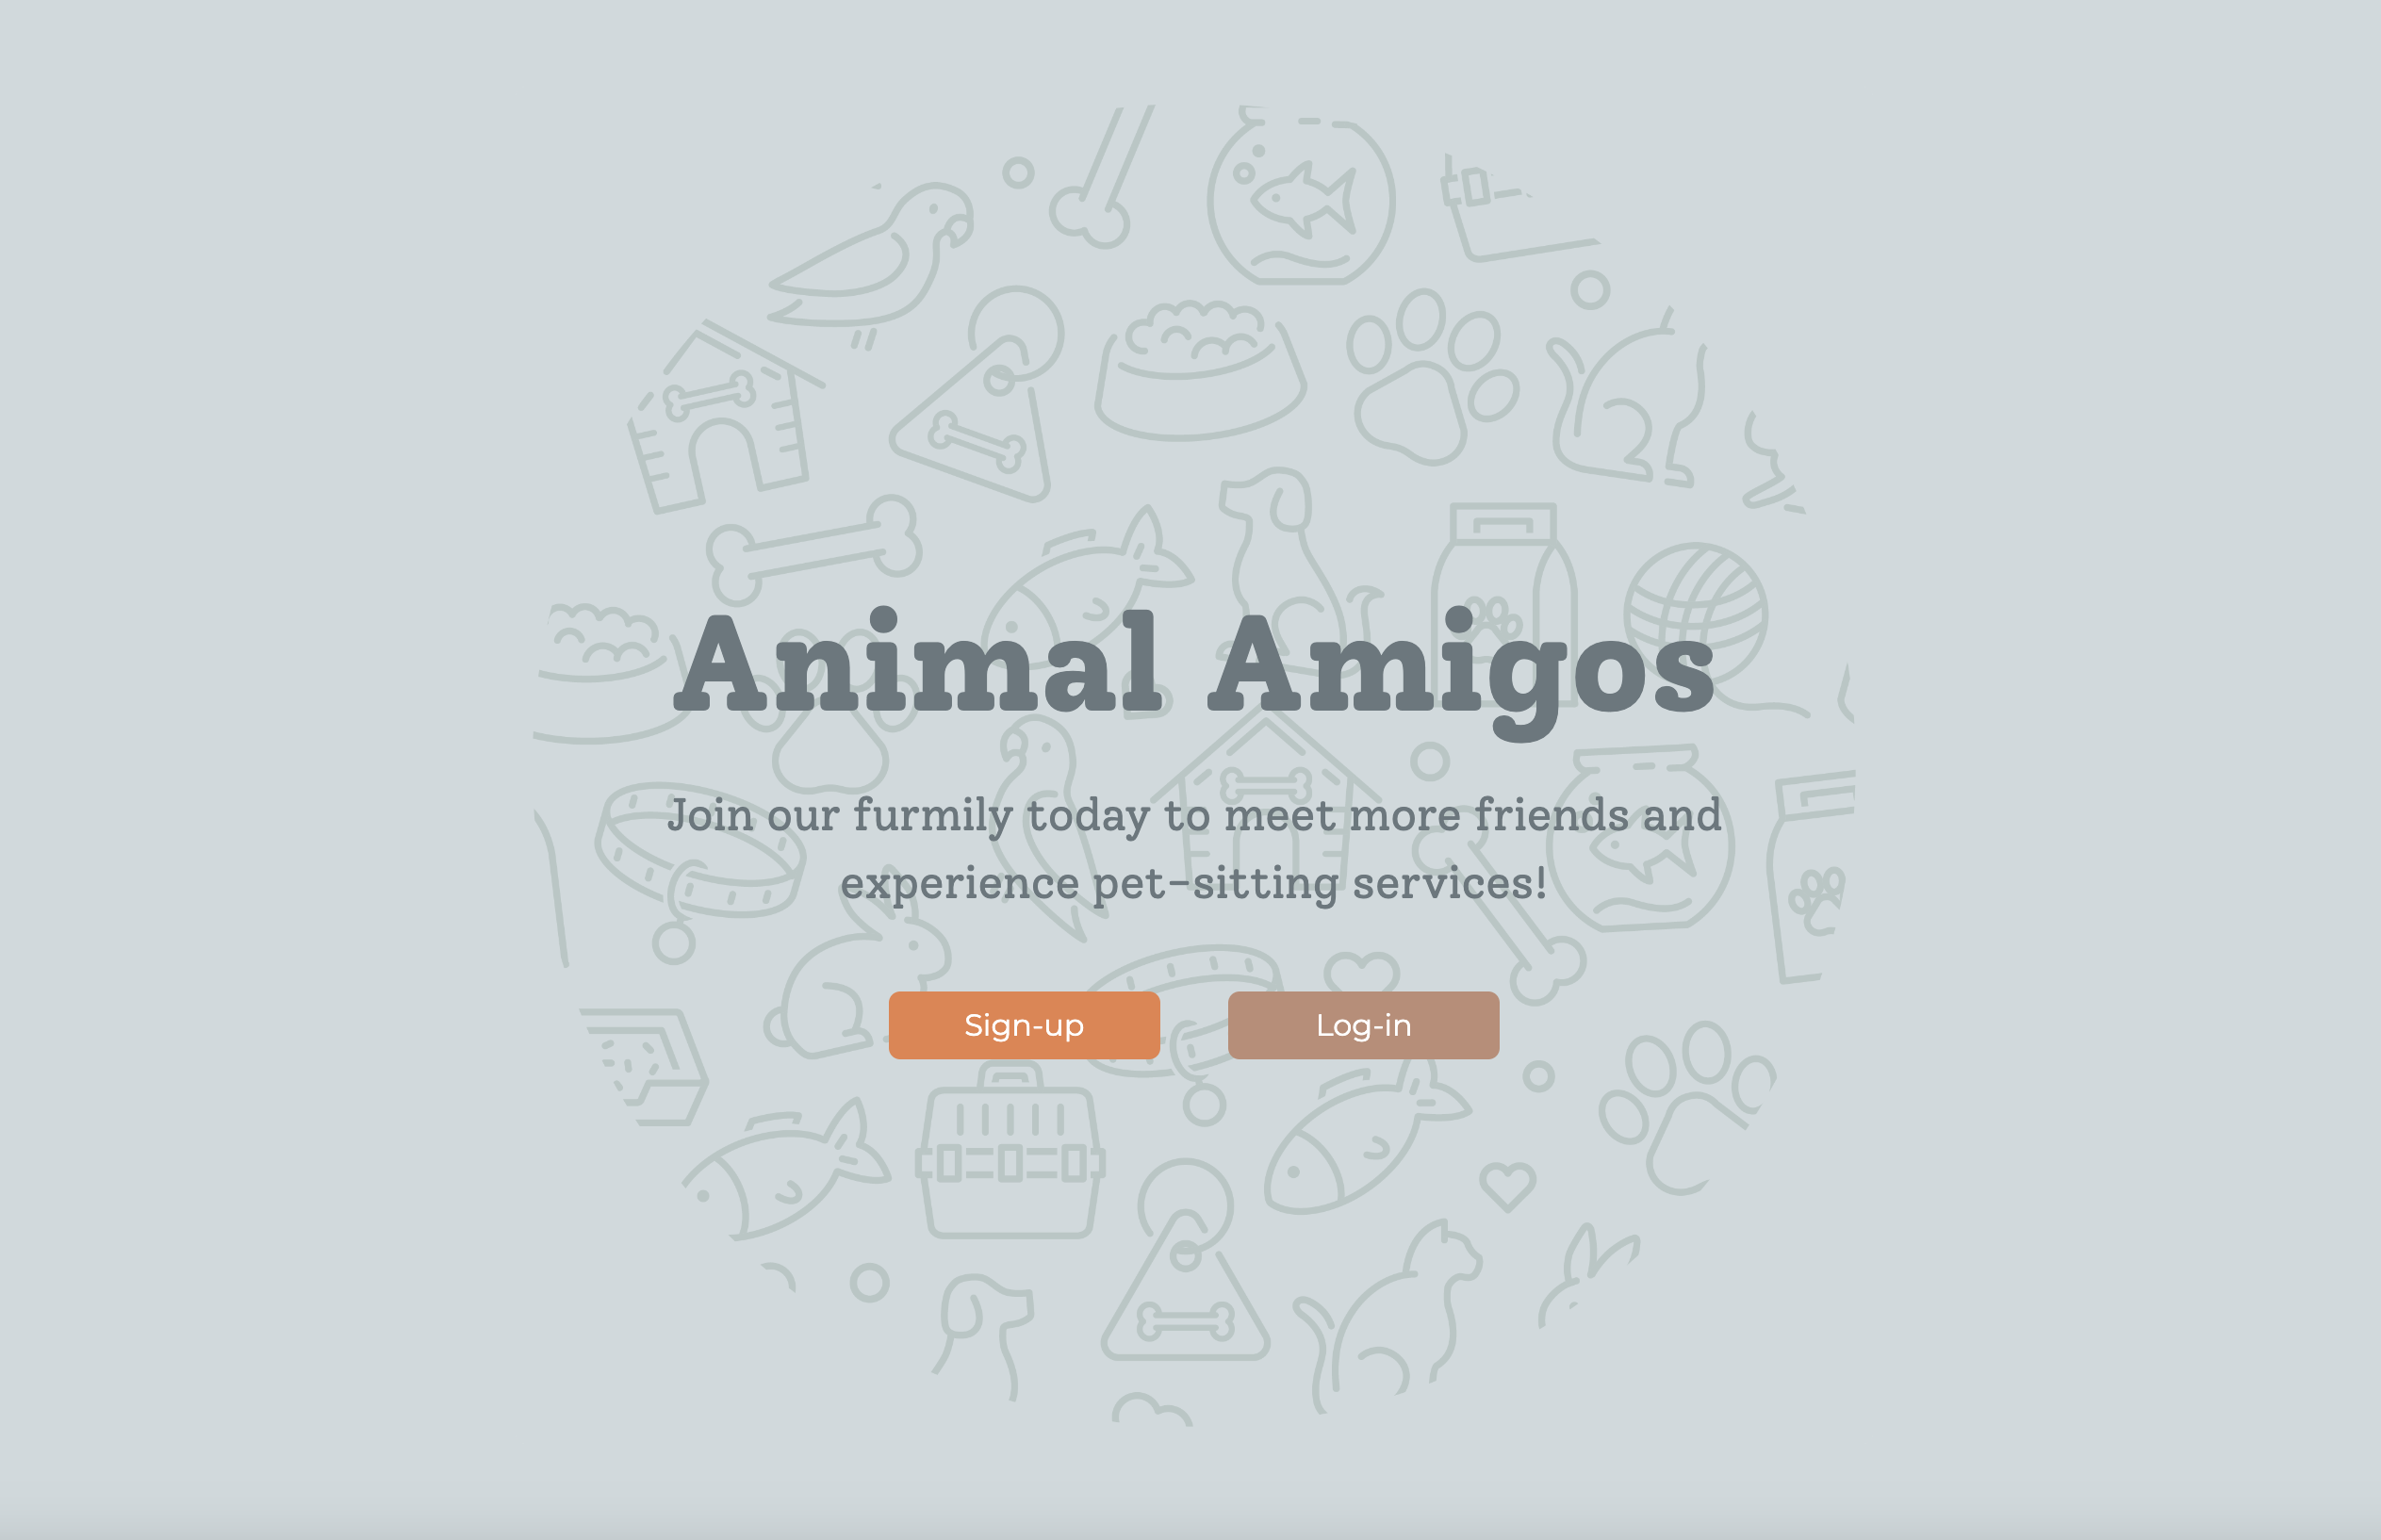 Animal Amigos
Join our furmily today to meet more friends and
experience pet-sitting services!
Sign-up
Log-in